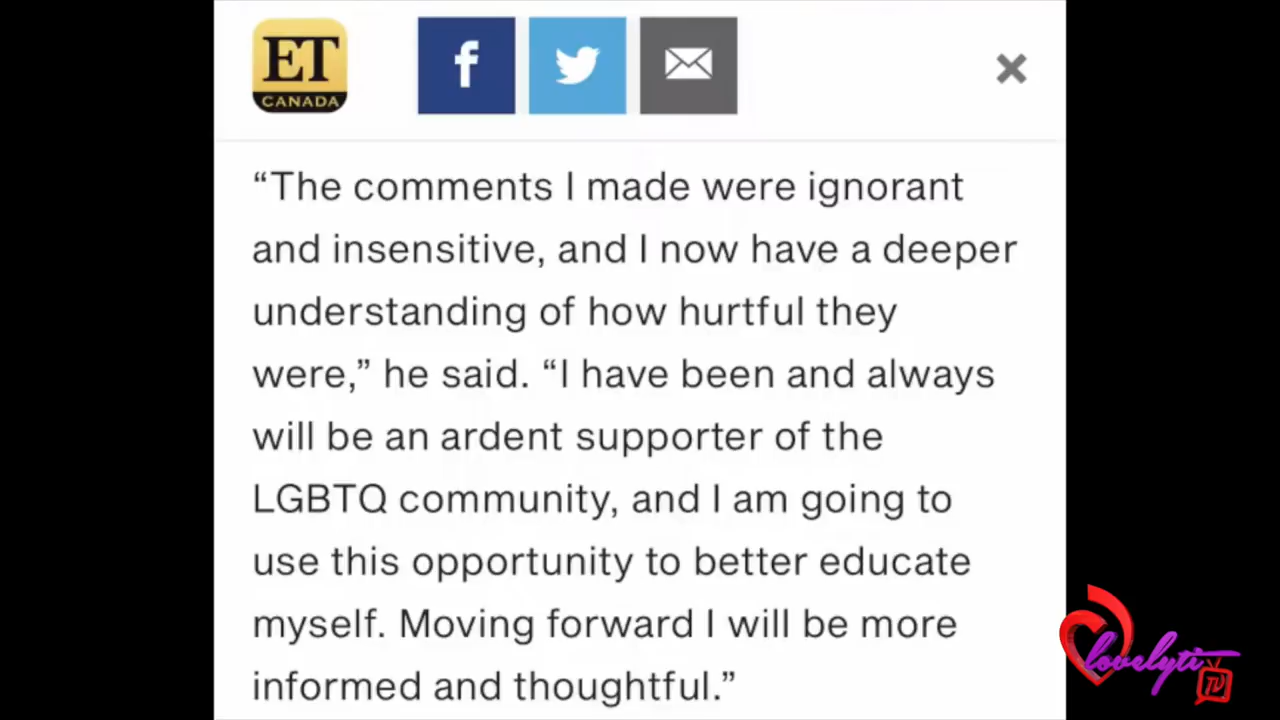 ET
CANADA
f
“The comments I made were ignorant
and insensitive, and I now have a deeper
understanding of how hurtful they
were,” he said. “I have been and always
will be an ardent supporter of the
LGBTQ community, and I am going to
use this opportunity to better educate
myself. Moving forward I will be more
informed and thoughtful.”
lovelyti
TV